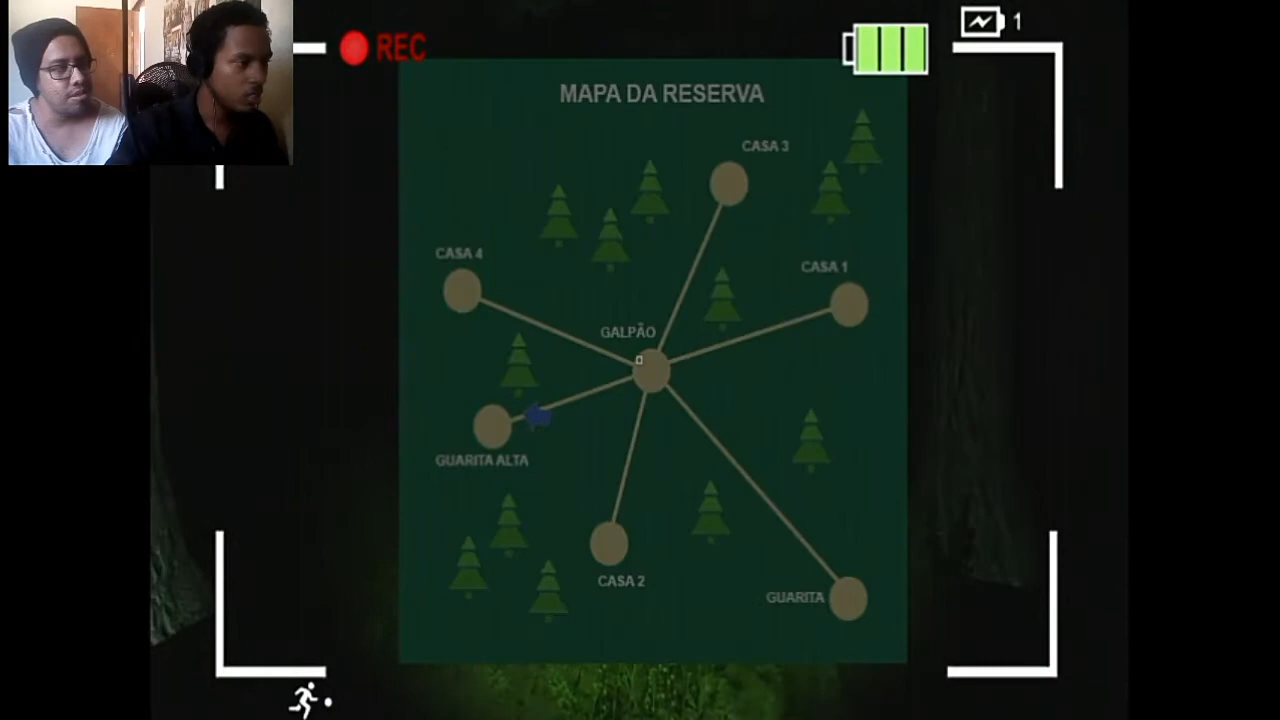 REC
1
MAPA DA RESERVA
CASA 3
CASA 4
CASA 1
GALPÃO
GUARITA ALTA
CASA 2
GUARITA